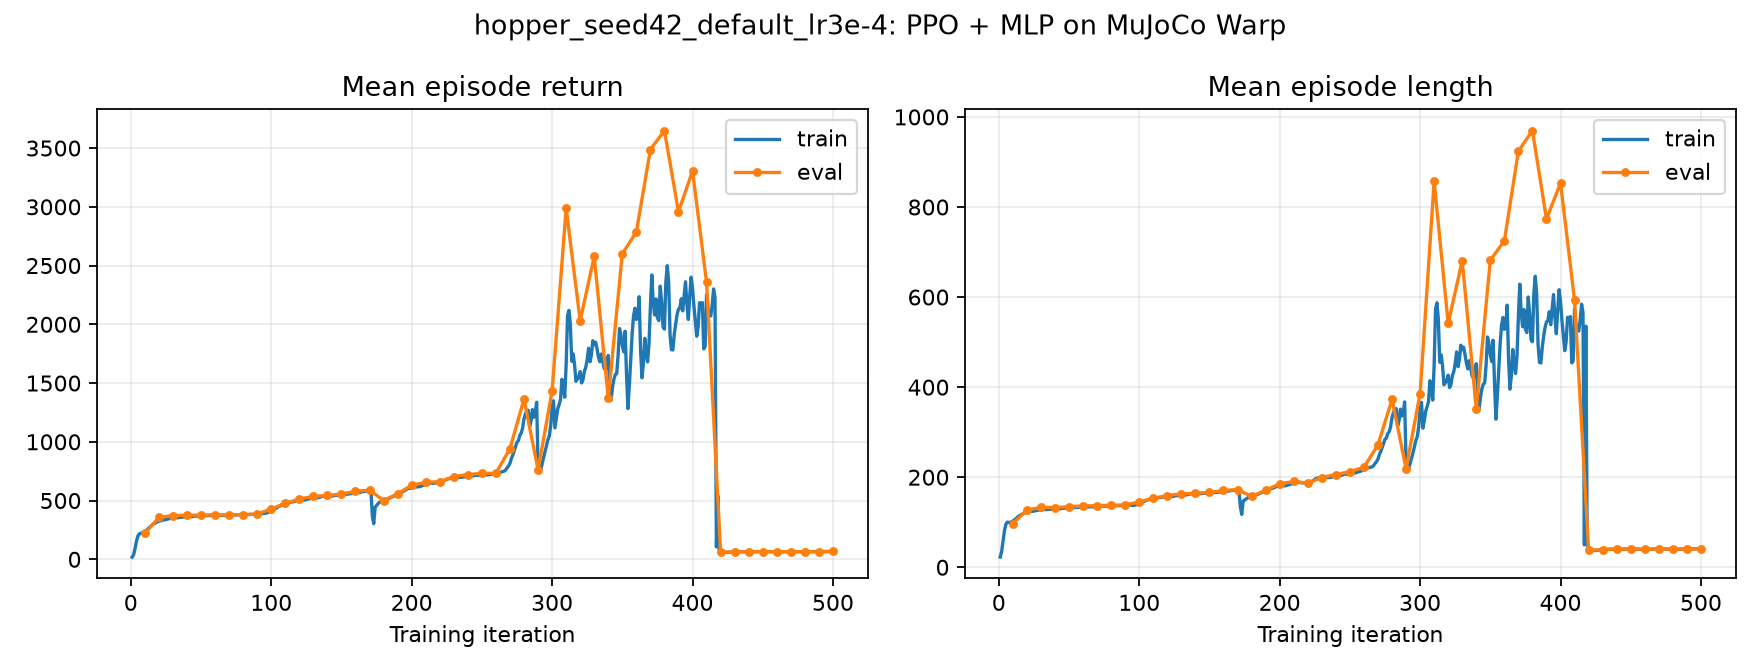 hopper_seed42_default_lr3e-4: PPO + MLP on MuJoCo Warp
Mean episode return
3500
3000
2500
2000
1500
1000
500
0
train
eval
0 100 200 300 400 500
Training iteration
Mean episode length
1000
800
600
400
200
0
train
eval
0 100 200 300 400 500
Training iteration